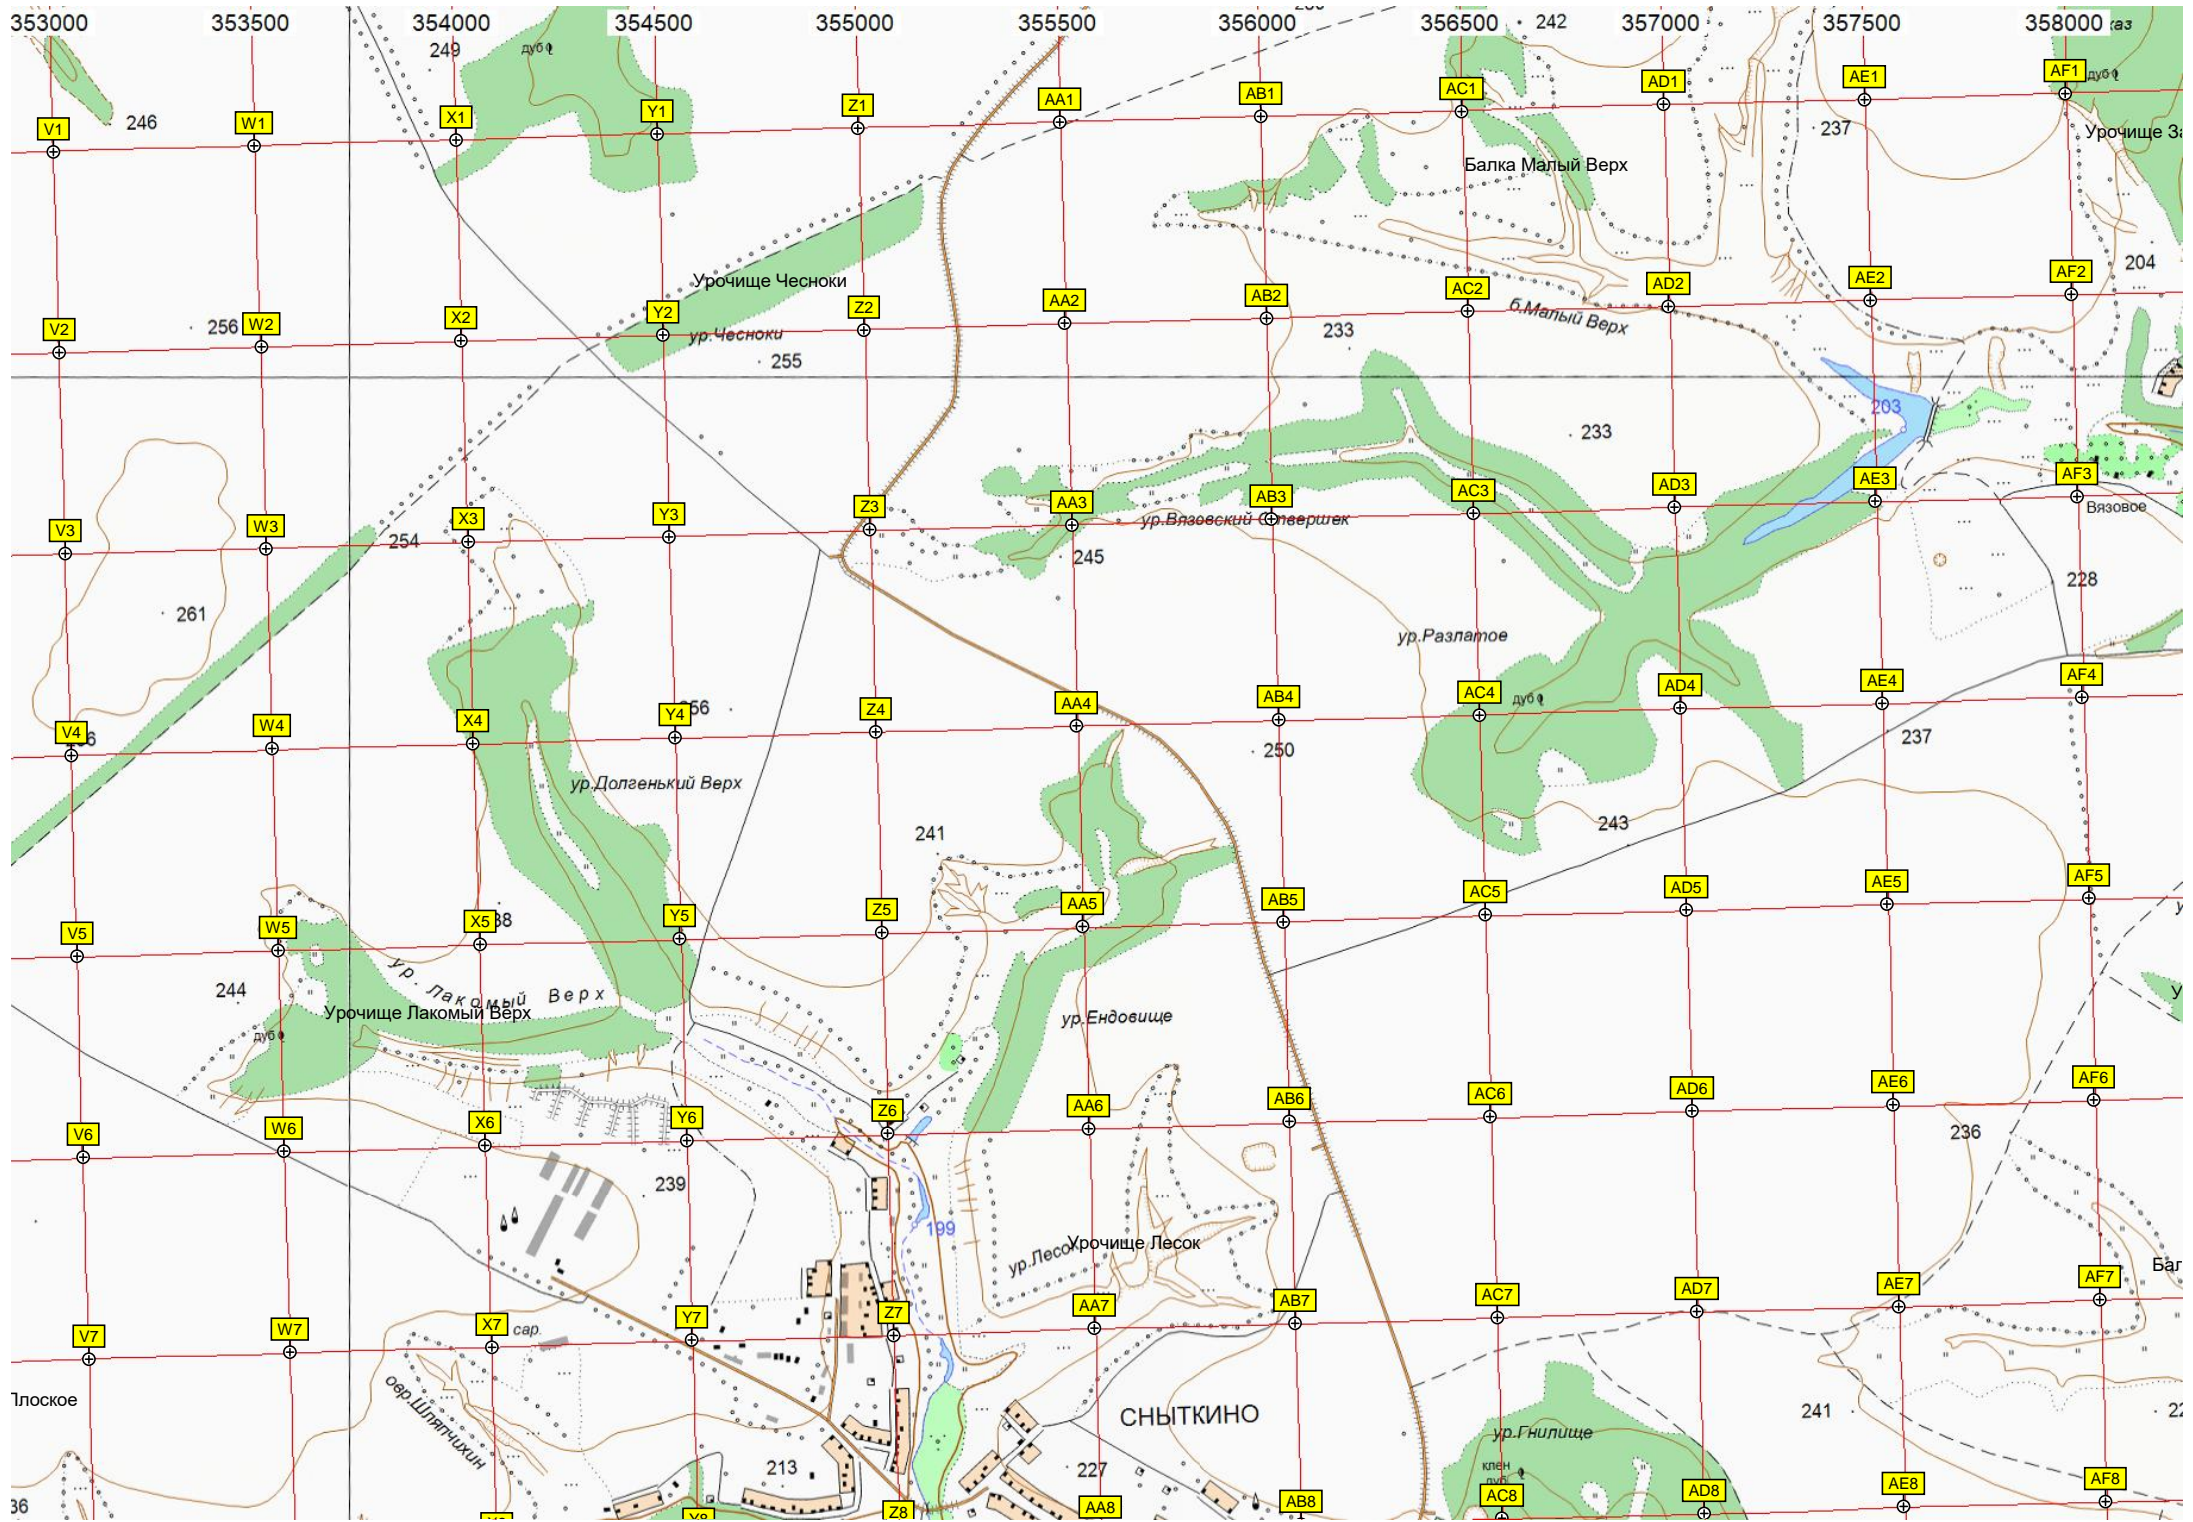 353000 353500 354000 354500 355000 355500 356000 356500 357000 357500 358000
249
дуб
242
дуб
246
237
V1 W1 X1 Y1 Z1 AA1 AB1 AC1 AD1 AE1 AF1
Балка Малый Верх
204
Урочище Чесноки
256
ур.Чесноки
255
233
б.Малый Верх
V2 W2 X2 Y2 Z2 AA2 AB2 AC2 AD2 AE2 AF2
203
233
V3 W3 X3 Y3 Z3 AA3 AB3 AC3 AD3 AE3 AF3
254
ур.Вязовский Отвершек
Вязовое
245
228
261
ур.Разлатое
дуб
V4 W4 X4 Y4 Z4 AA4 AB4 AC4 AD4 AE4 AF4
250
237
ур.Долгенький Верх
241
243
V5 W5 X5 Y5 Z5 AA5 AB5 AC5 AD5 AE5 AF5
244
ур. Лакомый Верх
Урочище Лакомый Верх
дуб
ур.Ендовище
V6 W6 X6 Y6 Z6 AA6 AB6 AC6 AD6 AE6 AF6
236
239
199
ур.Лесок
Урочище Лесок
V7 W7 X7 Y7 Z7 AA7 AB7 AC7 AD7 AE7 AF7
сар.
Плоское
овр.Шляпчихин
СНЫТКИНО
241
ур.Гнилище
213
227
клен
дуб
Y8 Z8 AA8 AB8 AC8 AD8 AE8 AF8